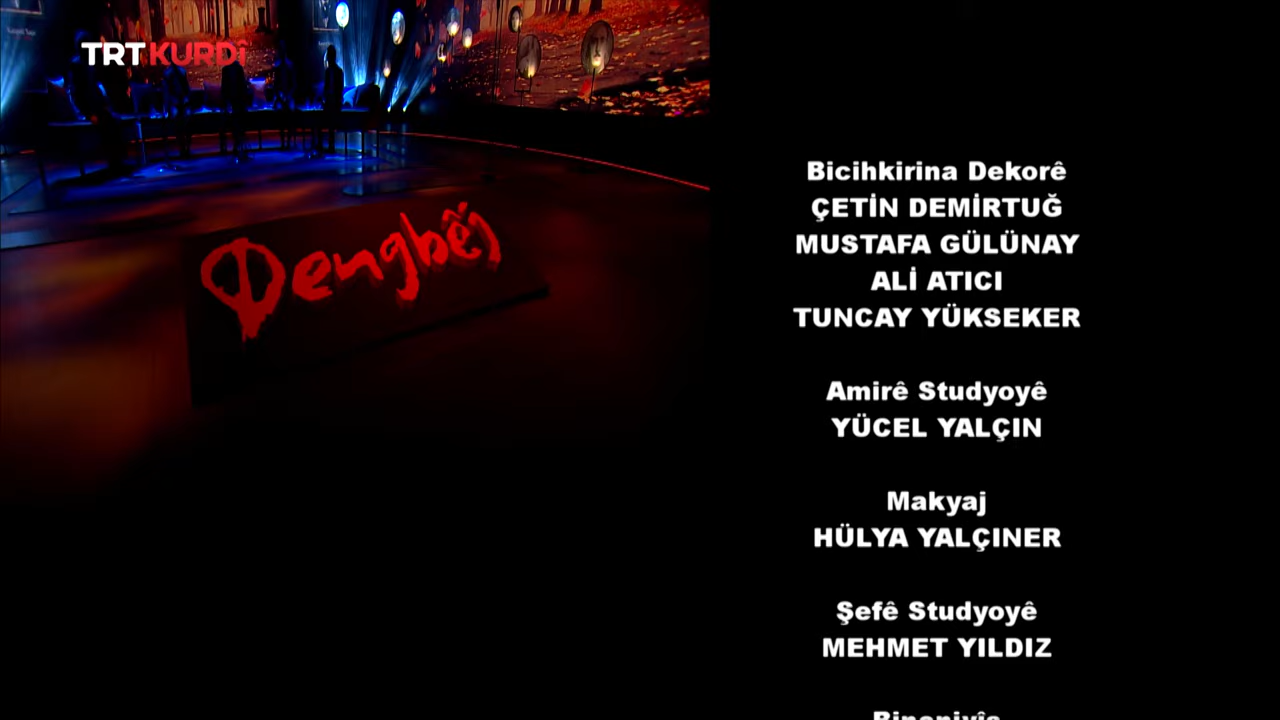 TRT KURDÎ
Dengbêj
Bicihkirina Dekorê
ÇETİN DEMİRTUĞ
MUSTAFA GÜLÜNAY
ALİ ATICI
TUNCAY YÜKSEKER
Amirê Studyoyê
YÜCEL YALÇIN
Makyaj
HÜLYA YALÇINER
Şefê Studyoyê
MEHMET YILDIZ